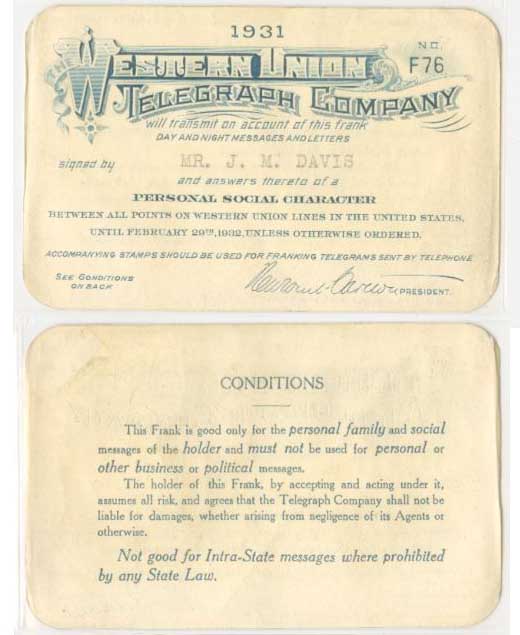 1931
NO.
F76
THE WESTERN UNION
TELEGRAPH COMPANY
will transmit on account of this frank
DAY AND NIGHT MESSAGES AND LETTERS
signed by MR. J. M. DAVIS
and answers thereto of a
PERSONAL SOCIAL CHARACTER
BETWEEN ALL POINTS ON WESTERN UNION LINES IN THE UNITED STATES,
UNTIL FEBRUARY 29TH, 1932, UNLESS OTHERWISE ORDERED.
ACCOMPANYING STAMPS SHOULD BE USED FOR FRANKING TELEGRAMS SENT BY TELEPHONE
SEE CONDITIONS
ON BACK
PRESIDENT.
CONDITIONS
This Frank is good only for the personal family and social
messages of the holder and must not be used for personal or
other business or political messages.
The holder of this Frank, by accepting and acting under it,
assumes all risk, and agrees that the Telegraph Company shall not be
liable for damages, whether arising from negligence of its Agents or
otherwise.
Not good for Intra-State messages where prohibited
by any State Law.